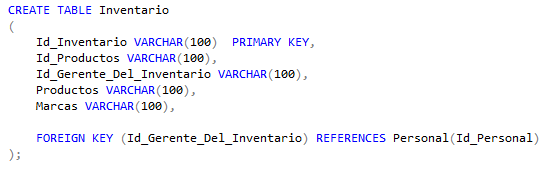 CREATE TABLE Inventario
(
    Id_Inventario VARCHAR(100)  PRIMARY KEY,
    Id_Productos VARCHAR(100),
    Id_Gerente_Del_Inventario VARCHAR(100),
    Productos VARCHAR(100),
    Marcas VARCHAR(100),

    FOREIGN KEY (Id_Gerente_Del_Inventario) REFERENCES Personal(Id_Personal)
);